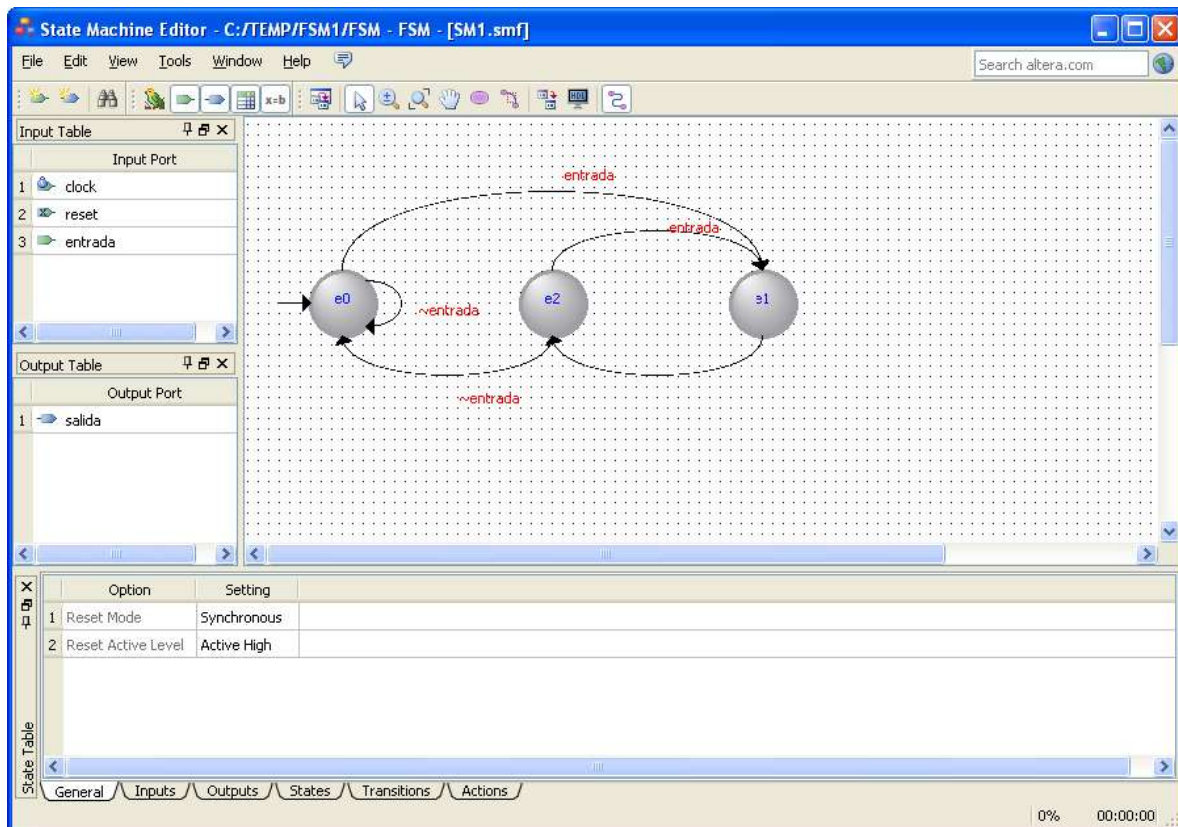 State Machine Editor - C:/TEMP/FSM1/FSM - FSM - [SM1.smf]
File Edit View Tools Window Help
Search altera.com
x=b
Input Table
Input Port
1 clock
2 reset
3 entrada
Output Table
Output Port
1 salida
entrada
entrada
e0
e2
e1
~entrada
~entrada
Option Setting
1 Reset Mode Synchronous
2 Reset Active Level Active High
State Table
General Inputs Outputs States Transitions Actions
0% 00:00:00